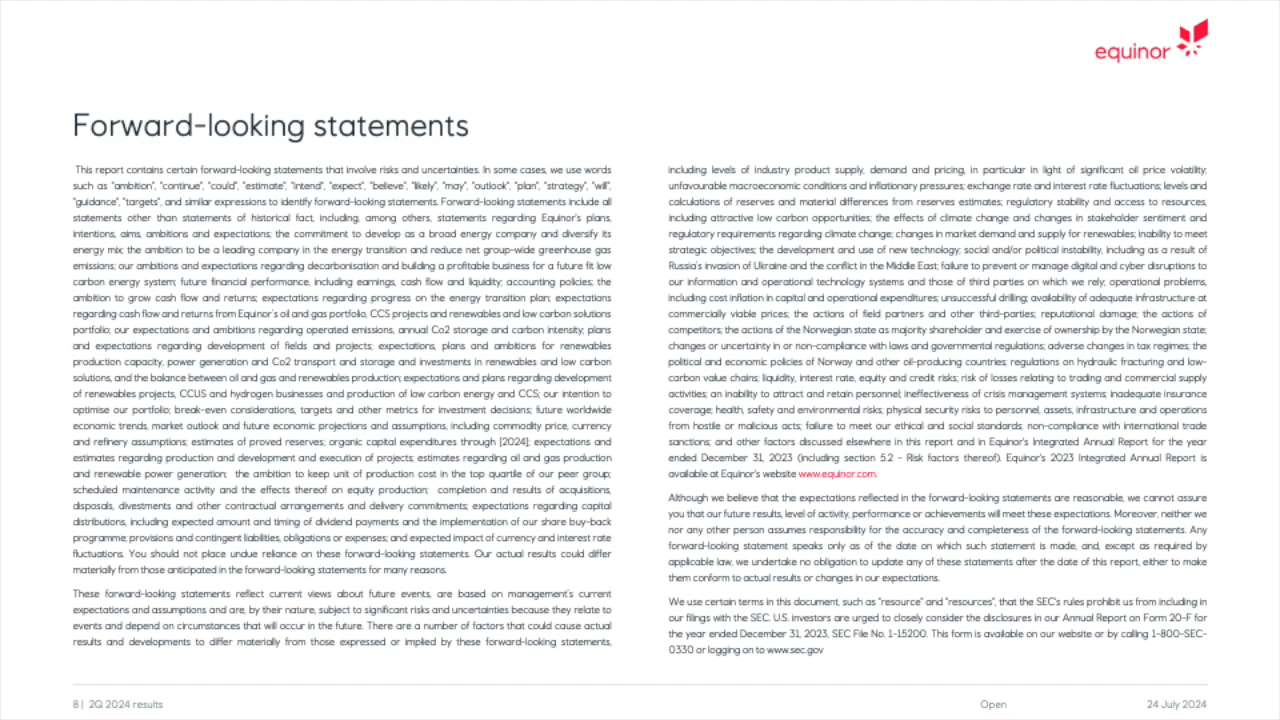 equinor
Forward-looking statements
This report contains certain forward-looking statements that involve risks and uncertainties. In some cases, we use words
such as "ambition", "continue", "could", "estimate", "intend", "expect", "believe", "likely", "may", "outlook", "plan", "strategy", "will",
"guidance", "targets", and similar expressions to identify forward-looking statements. Forward-looking statements include all
statements other than statements of historical fact, including, among others, statements regarding Equinor's plans,
intentions, aims, ambitions and expectations; the commitment to develop as a broad energy company and diversify its
energy mix; the ambition to be a leading company in the energy transition and reduce net group-wide greenhouse gas
emissions; our ambitions and expectations regarding decarbonisation and building a profitable business for a future fit low
carbon energy system; future financial performance, including earnings, cash flow and liquidity; accounting policies; the
ambition to grow cash flow and returns; expectations regarding progress on the energy transition plan; expectations
regarding cash flow and returns from Equinor's oil and gas portfolio, CCS projects and renewables and low carbon solutions
portfolio; our expectations and ambitions regarding operated emissions, annual Co2 storage and carbon intensity; plans
and expectations regarding development of fields and projects; expectations, plans and ambitions for renewables
production capacity, power generation and Co2 transport and storage and investments in renewables and low carbon
solutions, and the balance between oil and gas and renewables production; expectations and plans regarding development
of renewables projects, CCUS and hydrogen businesses and production of low carbon energy and CCS; our intention to
optimise our portfolio; break-even considerations, targets and other metrics for investment decisions; future worldwide
economic trends, market outlook and future economic projections and assumptions, including commodity price, currency
and refinery assumptions; estimates of proved reserves; organic capital expenditures through [2024]; expectations and
estimates regarding production and development and execution of projects; estimates regarding oil and gas production
and renewable power generation; the ambition to keep unit of production cost in the top quartile of our peer group;
scheduled maintenance activity and the effects thereof on equity production; completion and results of acquisitions,
disposals, divestments and other contractual arrangements and delivery commitments; expectations regarding capital
distributions, including expected amount and timing of dividend payments and the implementation of our share buy-back
programme; provisions and contingent liabilities, obligations or expenses; and expected impact of currency and interest rate
fluctuations. You should not place undue reliance on these forward-looking statements. Our actual results could differ
materially from those anticipated in the forward-looking statements for many reasons.
These forward-looking statements reflect current views about future events, are based on management's current
expectations and assumptions and are, by their nature, subject to significant risks and uncertainties because they relate to
events and depend on circumstances that will occur in the future. There are a number of factors that could cause actual
results and developments to differ materially from those expressed or implied by these forward-looking statements,
including levels of industry product supply, demand and pricing, in particular in light of significant oil price volatility;
unfavourable macroeconomic conditions and inflationary pressures; exchange rate and interest rate fluctuations; levels and
calculations of reserves and material differences from reserves estimates; regulatory stability and access to resources,
including attractive low carbon opportunities; the effects of climate change and changes in stakeholder sentiment and
regulatory requirements regarding climate change; changes in market demand and supply for renewables; inability to meet
strategic objectives; the development and use of new technology; social and/or political instability, including as a result of
Russia's invasion of Ukraine and the conflict in the Middle East; failure to prevent or manage digital and cyber disruptions to
our information and operational technology systems and those of third parties on which we rely; operational problems,
including cost inflation in capital and operational expenditures; unsuccessful drilling; availability of adequate infrastructure at
commercially viable prices; the actions of field partners and other third-parties; reputational damage; the actions of
competitors; the actions of the Norwegian state as majority shareholder and exercise of ownership by the Norwegian state;
changes or uncertainty in or non-compliance with laws and governmental regulations; adverse changes in tax regimes; the
political and economic policies of Norway and other oil-producing countries; regulations on hydraulic fracturing and low-
carbon value chains; liquidity, interest rate, equity and credit risks; risk of losses relating to trading and commercial supply
activities; an inability to attract and retain personnel; ineffectiveness of crisis management systems; inadequate insurance
coverage; health, safety and environmental risks; physical security risks to personnel, assets, infrastructure and operations
from hostile or malicious acts; failure to meet our ethical and social standards; non-compliance with international trade
sanctions; and other factors discussed elsewhere in this report and in Equinor's Integrated Annual Report for the year
ended December 31, 2023 (including section 5.2 - Risk factors thereof). Equinor's 2023 Integrated Annual Report is
available at Equinor's website www.equinor.com.
Although we believe that the expectations reflected in the forward-looking statements are reasonable, we cannot assure
you that our future results, level of activity, performance or achievements will meet these expectations. Moreover, neither we
nor any other person assumes responsibility for the accuracy and completeness of the forward-looking statements. Any
forward-looking statement speaks only as of the date on which such statement is made, and, except as required by
applicable law, we undertake no obligation to update any of these statements after the date of this report, either to make
them conform to actual results or changes in our expectations.
We use certain terms in this document, such as "resource" and "resources", that the SEC's rules prohibit us from including in
our filings with the SEC. U.S. investors are urged to closely consider the disclosures in our Annual Report on Form 20-F for
the year ended December 31, 2023, SEC File No. 1-15200. This form is available on our website or by calling 1-800-SEC-
0330 or logging on to www.sec.gov
8 | 2Q 2024 results
Open
24 July 2024